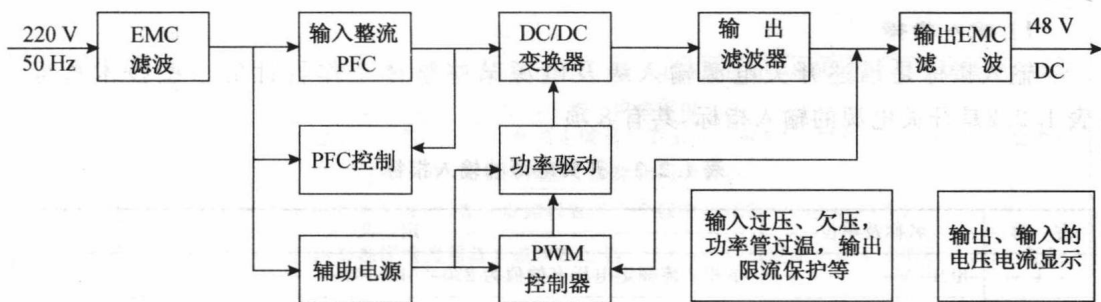 220 V
50 Hz
EMC
滤波
输入整流
PFC
DC/DC
变换器
输 出
滤波器
输出EMC
滤 波
48 V
DC
PFC控制
功率驱动
辅助电源
PWM
控制器
输入过压、欠压,
功率管过温，输出
限流保护等
输出、输入的
电压电流显示